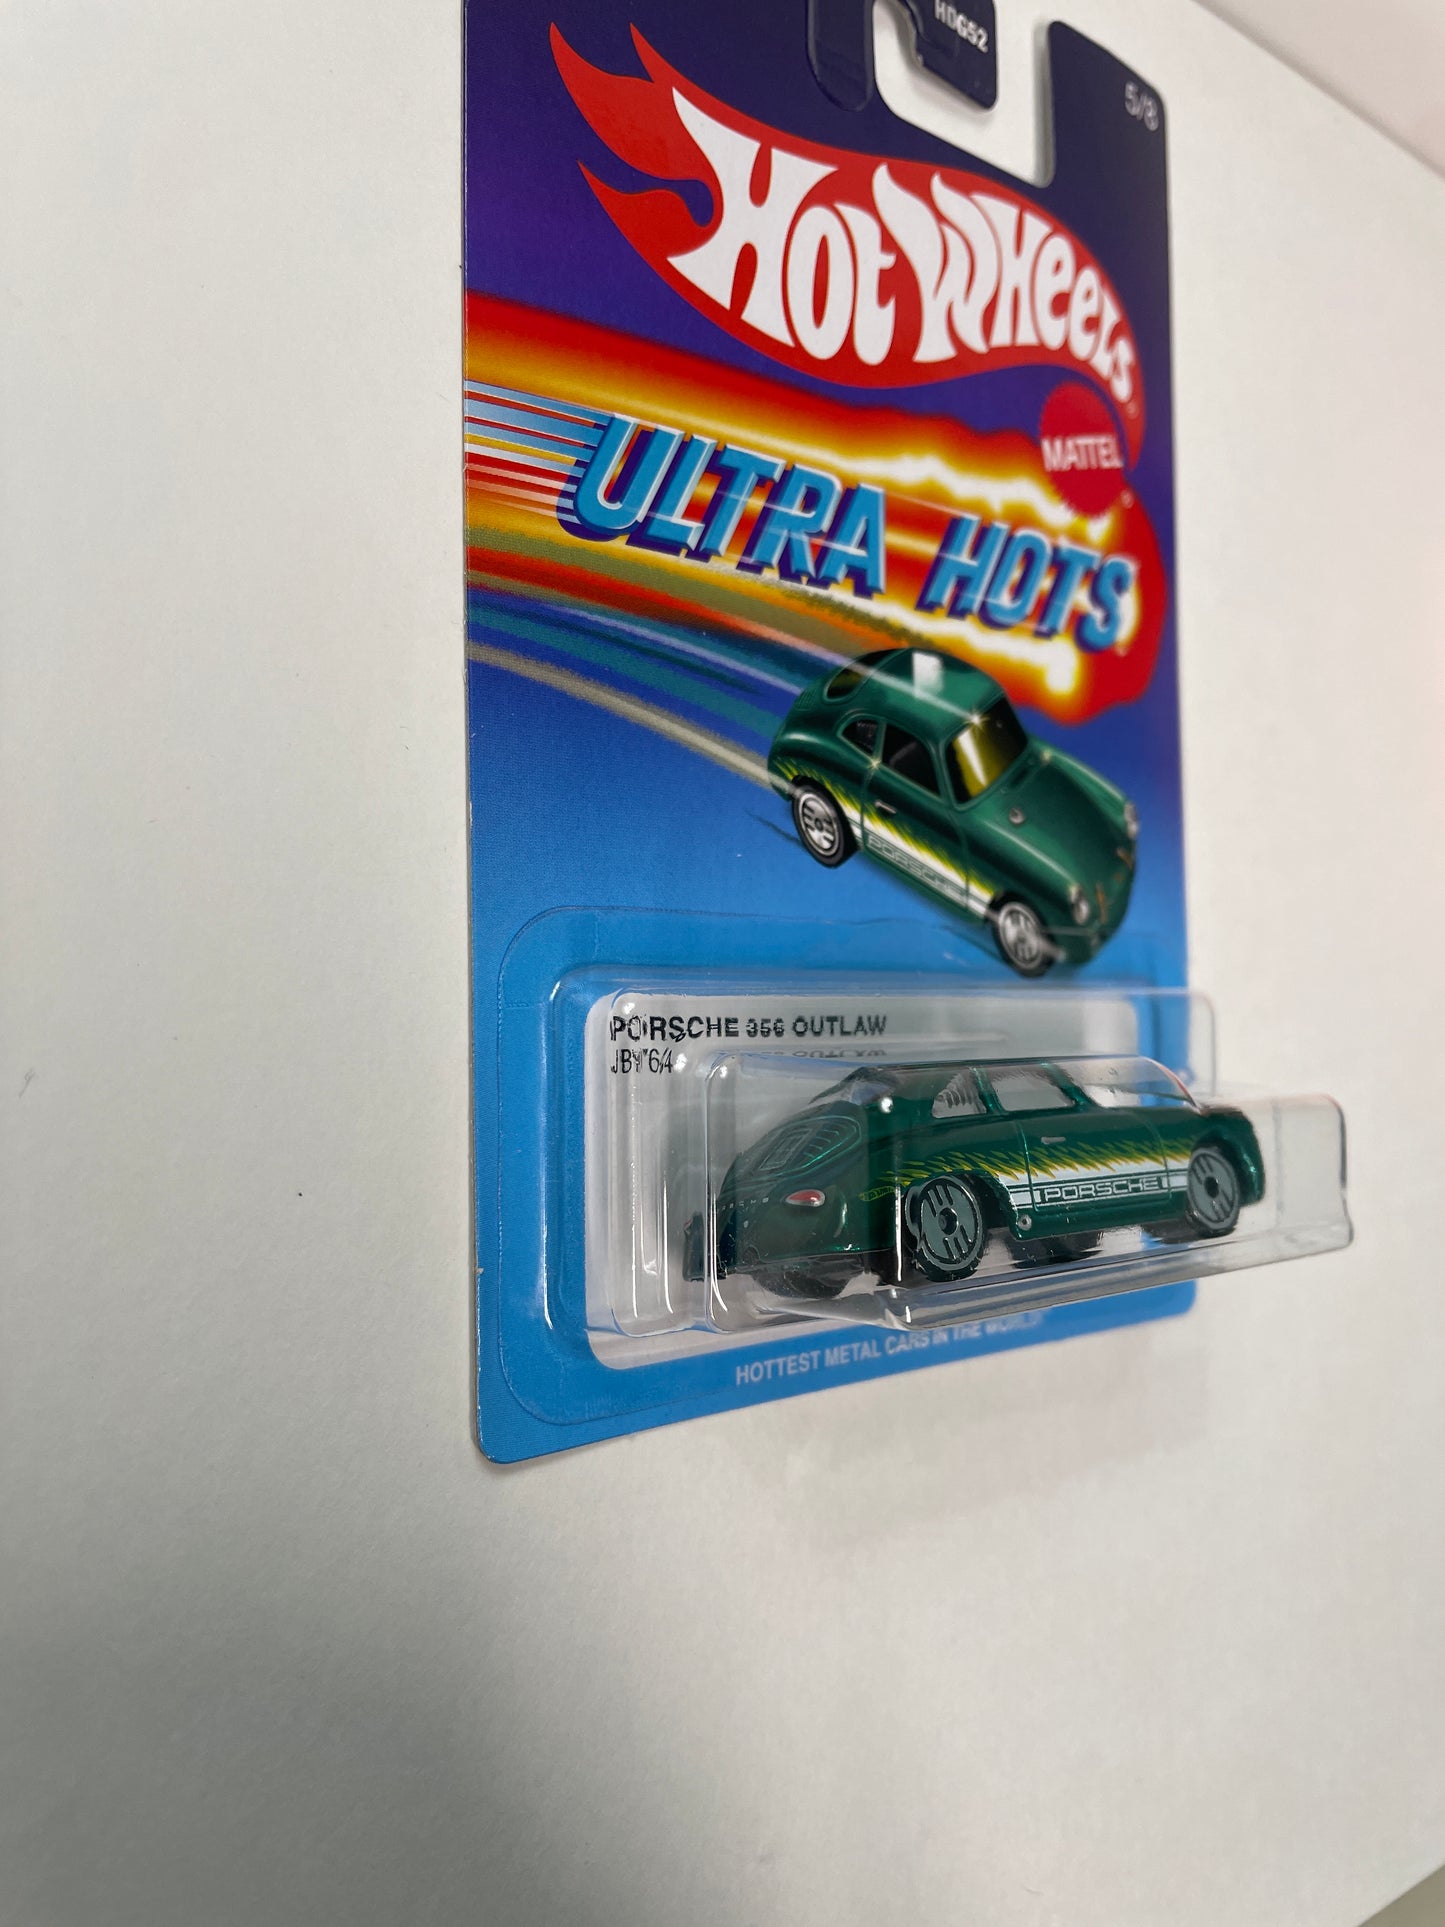 HDG52
5/8
HOT WHEELS
MATTEL
ULTRA HOTS
PORSCHE
PORSCHE 356 OUTLAW
JBY64
PORSCHE
HOTTEST METAL CARS IN THE WORLD!